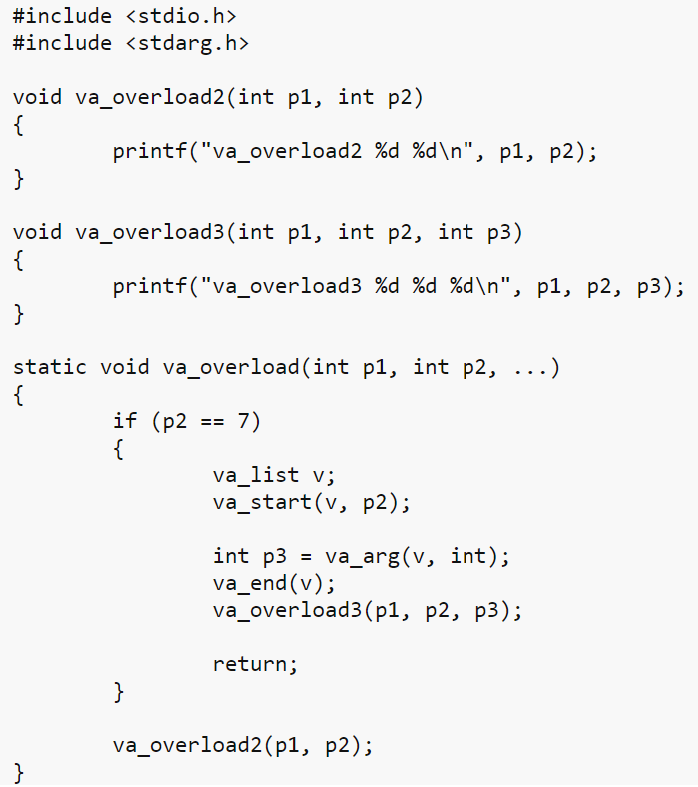 #include <stdio.h>
#include <stdarg.h>

void va_overload2(int p1, int p2)
{
        printf("va_overload2 %d %d\n", p1, p2);
}

void va_overload3(int p1, int p2, int p3)
{
        printf("va_overload3 %d %d %d\n", p1, p2, p3);
}

static void va_overload(int p1, int p2, ...)
{
        if (p2 == 7)
        {
                va_list v;
                va_start(v, p2);

                int p3 = va_arg(v, int);
                va_end(v);
                va_overload3(p1, p2, p3);

                return;
        }

        va_overload2(p1, p2);
}